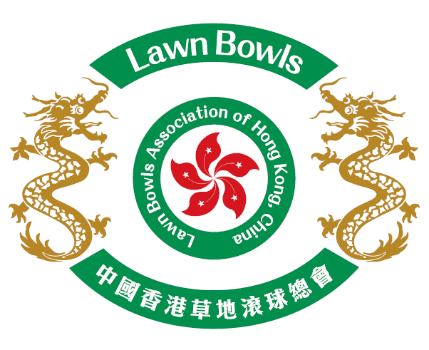 Lawn Bowls
Lawn Bowls Association of Hong Kong, China
中國香港草地滾球總會